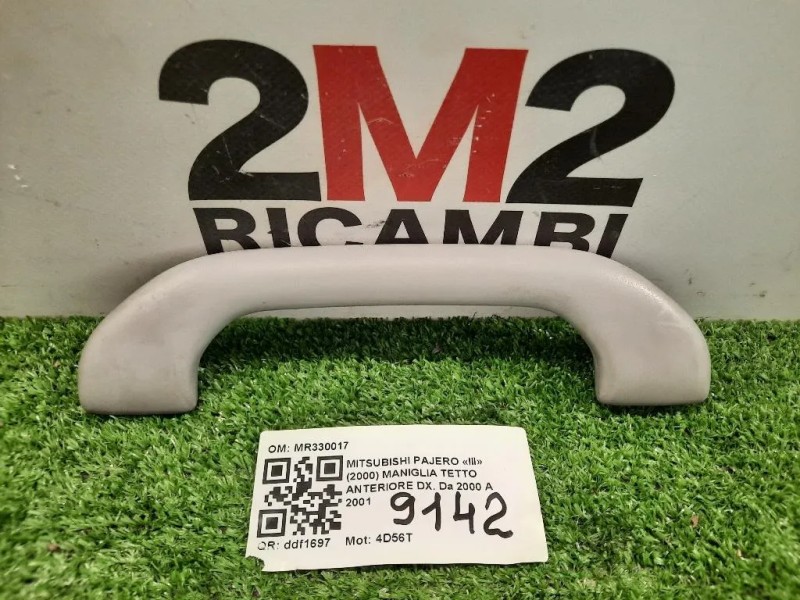 2M2
RICAMBI
OM: MR330017
MITSUBISHI PAJERO «III»
(2000) MANIGLIA TETTO
ANTERIORE DX. Da 2000 A
2001
9142
QR: ddf1697 Mot: 4D56T